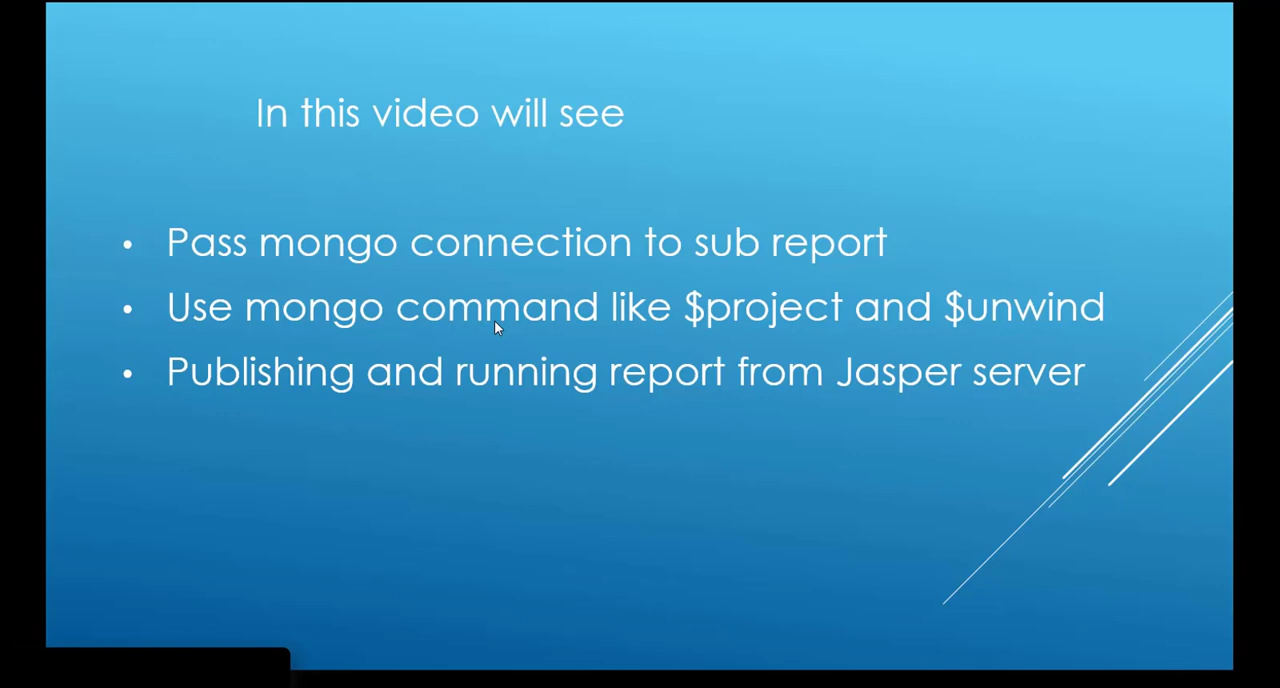 In this video will see
• Pass mongo connection to sub report
• Use mongo command like $project and $unwind
• Publishing and running report from Jasper server